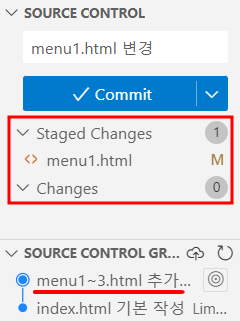 SOURCE CONTROL
menu1.html 변경
Commit
Staged Changes 1
<> menu1.html M
Changes 0
SOURCE CONTROL GR...
menu1~3.html 추가...
index.html 기본 작성 Lim...